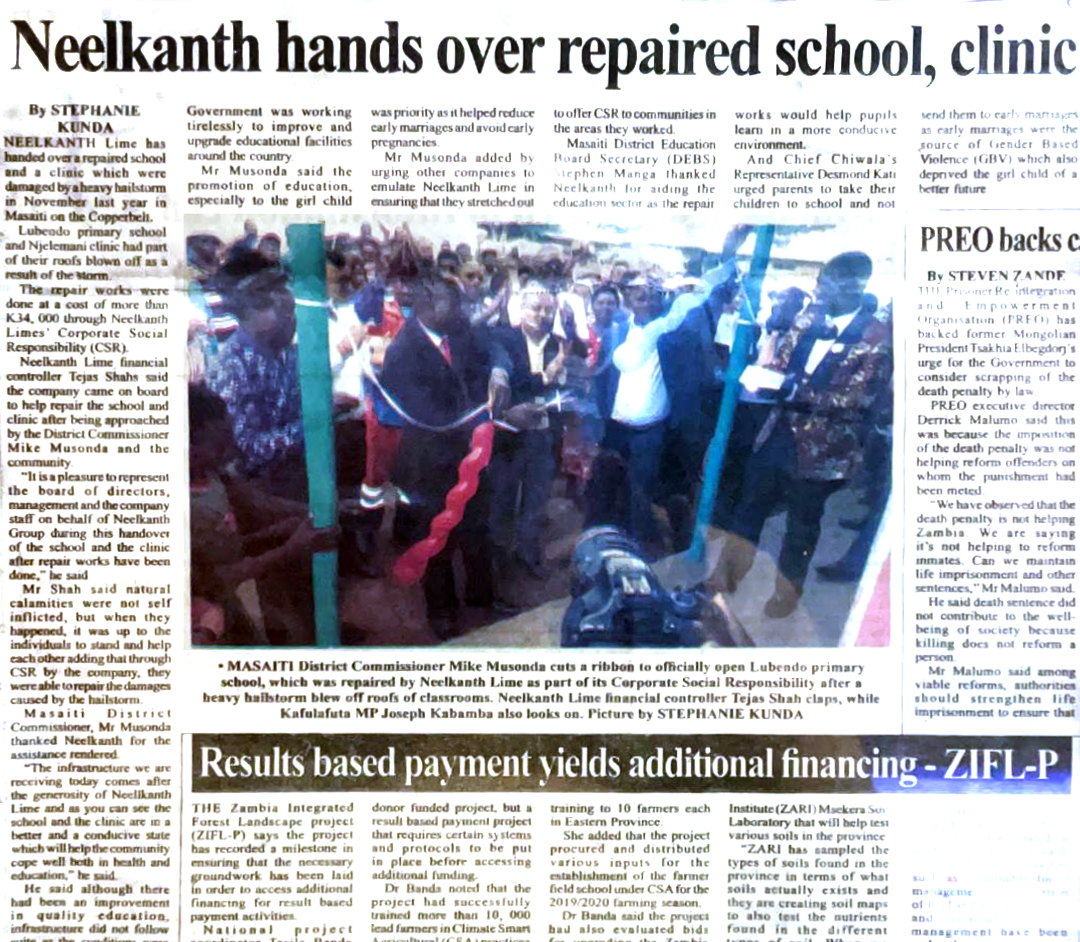 Neelkanth hands over repaired school, clinic
By STEPHANIE
KUNDA
NEELKANTH Lime has
handed over a repaired school
and a clinic which were
damaged by a heavy hailstorm
in November last year in
Masaiti on the Copperbelt.
Lubendo primary school
and Njelemani clinic had part
of their roofs blown off as a
result of the storm.
The repair works were
done at a cost of more than
K34, 000 through Neelkanth
Limes' Corporate Social
Responsibility (CSR).
Neelkanth Lime financial
controller Tejas Shahs said
the company came on board
to help repair the school and
clinic after being approached
by the District Commissioner
Mike Musonda and the
community.
"It is a pleasure to represent
the board of directors,
management and the company
staff on behalf of Neelkanth
Group during this handover
of the school and the clinic
after repair works have been
done," he said
Mr Shah said natural
calamities were not self
inflicted, but when they
happened, it was up to the
individuals to stand and help
each other adding that through
CSR by the company, they
were able to repair the damages
caused by the hailstorm.
Masaiti District
Commissioner, Mr Musonda
thanked Neelkanth for the
assistance rendered.
"The infrastructure we are
receiving today comes after
the generosity of Neellkanth
Lime and as you can see the
school and the clinic are in a
better and a conducive state
which will help the community
cope well both in health and
education," he said.
He said although there
had been an improvement
in quality education,
infrastructure did not follow
Government was working
tirelessly to improve and
upgrade educational facilities
around the country.
Mr Musonda said the
promotion of education,
especially to the girl child
was priority as it helped reduce
early marriages and avoid early
pregnancies.
Mr Musonda added by
urging other companies to
emulate Neelkanth Lime in
ensuring that they stretched out
to offer CSR to communities in
the areas they worked.
Masaiti District Education
Board Secretary (DEBS)
Stephen Manga thanked
Neelkanth for aiding the
education sector as the repair
works would help pupils
learn in a more conducive
environment.
And Chief Chiwala's
Representative Desmond Kati
urged parents to take their
children to school and not
send them to early marriages
as early marriages were the
source of Gender Based
Violence (GBV) which also
deprived the girl child of a
better future
• MASAITI District Commissioner Mike Musonda cuts a ribbon to officially open Lubendo primary
school, which was repaired by Neelkanth Lime as part of its Corporate Social Responsibility after a
heavy hailstorm blew off roofs of classrooms. Neelkanth Lime financial controller Tejas Shah claps, while
Kafulafuta MP Joseph Kabamba also looks on. Picture by STEPHANIE KUNDA
PREO backs c
By STEVEN ZANDE
THE Prisoner Re integration
and Empowerment
Organisation (PREO) has
backed former Mongolian
President Tsakhia Elbegdorj's
urge for the Government to
consider scrapping of the
death penalty by law
PREO executive director
Derrick Malumo said this
was because the imposition
of the death penalty was not
helping reform offenders on
whom the punishment had
been meted
"We have observed that the
death penalty is not helping
Zambia. We are saying
it's not helping to reform
inmates. Can we maintain
life imprisonment and other
sentences," Mr Malumo said.
He said death sentence did
not contribute to the well-
being of society because
killing does not reform a
person.
Mr Malumo said among
viable reforms, authorities
should strengthen life
imprisonment to ensure that
Results based payment yields additional financing - ZIFL-P
THE Zambia Integrated
Forest Landscape project
(ZIFL-P) says the project
has recorded a milestone in
ensuring that the necessary
groundwork has been laid
in order to access additional
financing for result based
payment activities.
National project
donor funded project, but a
result based payment project
that requires certain systems
and protocols to be put
in place before accessing
additional funding.
Dr Banda noted that the
project had successfully
trained more than 10, 000
lead farmers in Climate Smart
training to 10 farmers each
in Eastern Province.
She added that the project
procured and distributed
various inputs for the
establishment of the farmer
field school under CSA for the
2019/2020 farming season.
Dr Banda said the project
had also evaluated bids
Institute (ZARI) Msekera Soi
Laboratory that will help test
various soils in the province
"ZARI has sampled the
types of soils found in the
province in terms of what
soils actually exists and
they are creating soil maps
to also test the nutrients
found in the different
such as
of
and
management have been